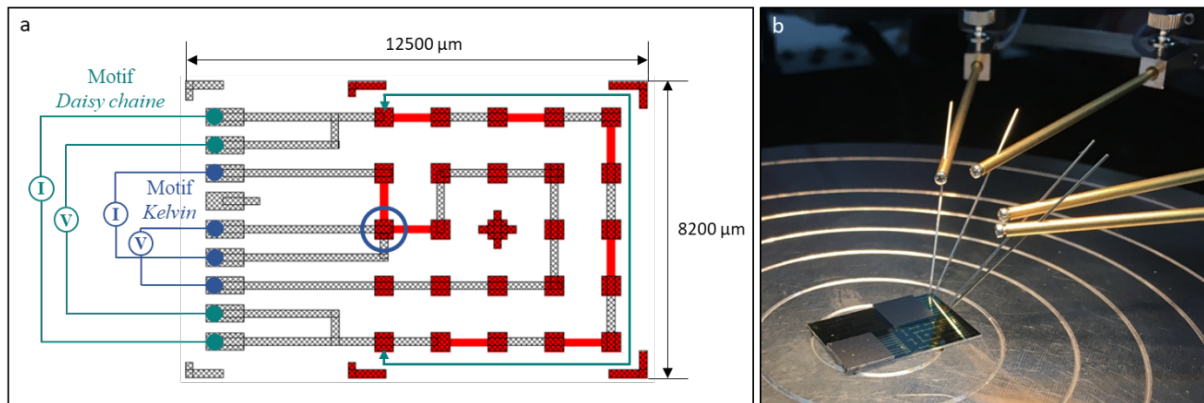 a
12500 µm
Motif
Daisy chaine
I
V
I
V
Motif
Kelvin
8200 µm
b